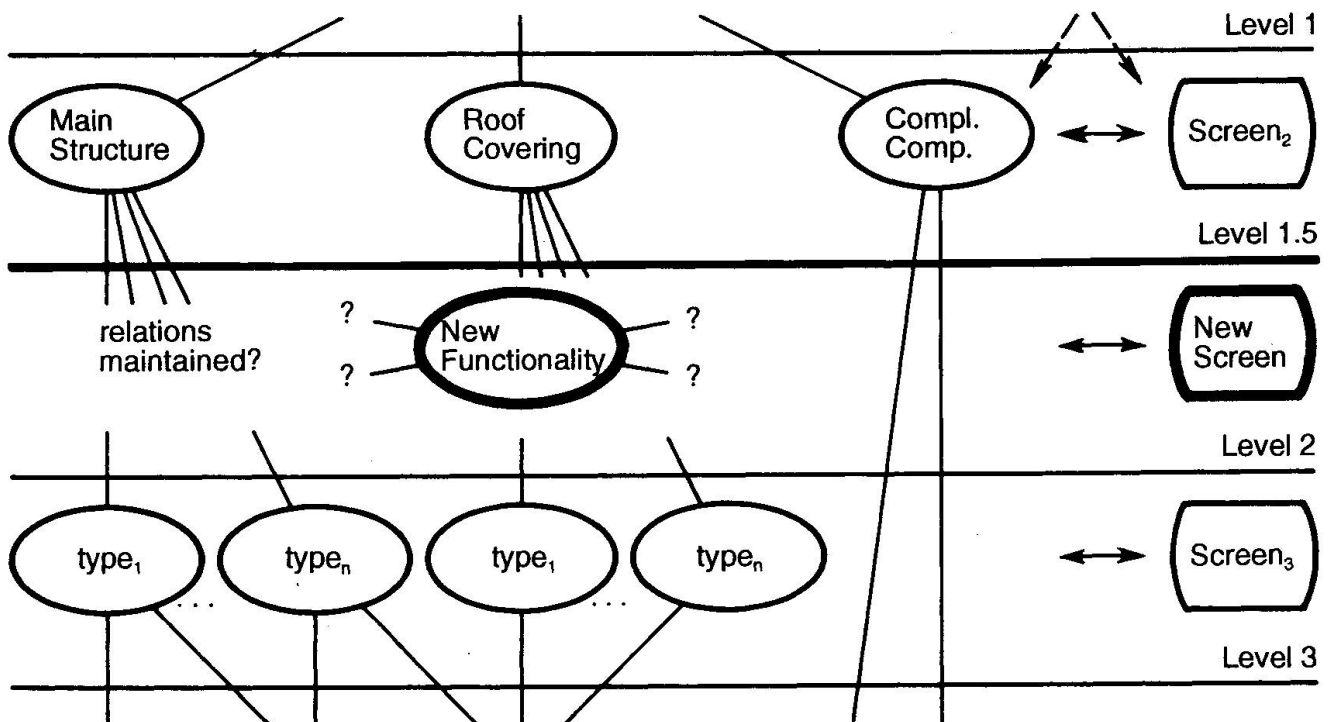 Level 1
Main
Structure
Roof
Covering
Compl.
Comp.
Screen₂
Level 1.5
relations
maintained?
?
?
New
Functionality
?
?
New
Screen
Level 2
type₁
...
typeₙ
type₁
...
typeₙ
Screen₃
Level 3